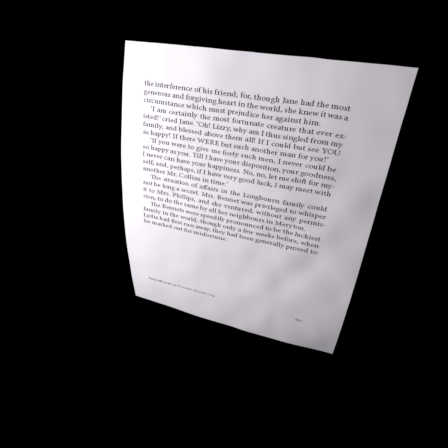 the interference of his friend; for, though Jane had the most
generous and forgiving heart in the world, she knew it was a
circumstance which must prejudice her against him.
'I am certainly the most fortunate creature that ever ex-
isted!' cried Jane. 'Oh! Lizzy, why am I thus singled from my
family, and blessed above them all! If I could but see YOU
as happy! If there WERE but such another man for you!'
'If you were to give me forty such men, I never could be
so happy as you. Till I have your disposition, your goodness,
I never can have your happiness. No, no, let me shift for my-
self; and, perhaps, if I have very good luck, I may meet with
another Mr. Collins in time.'
The situation of affairs in the Longbourn family could
not be long a secret. Mrs. Bennet was privileged to whisper
it to Mrs. Phillips, and she ventured, without any permis-
sion, to do the same by all her neighbours in Meryton.
The Bennets were speedily pronounced to be the luckiest
family in the world, though only a few weeks before, when
Lydia had first run away, they had been generally proved to
be marked out for misfortune.